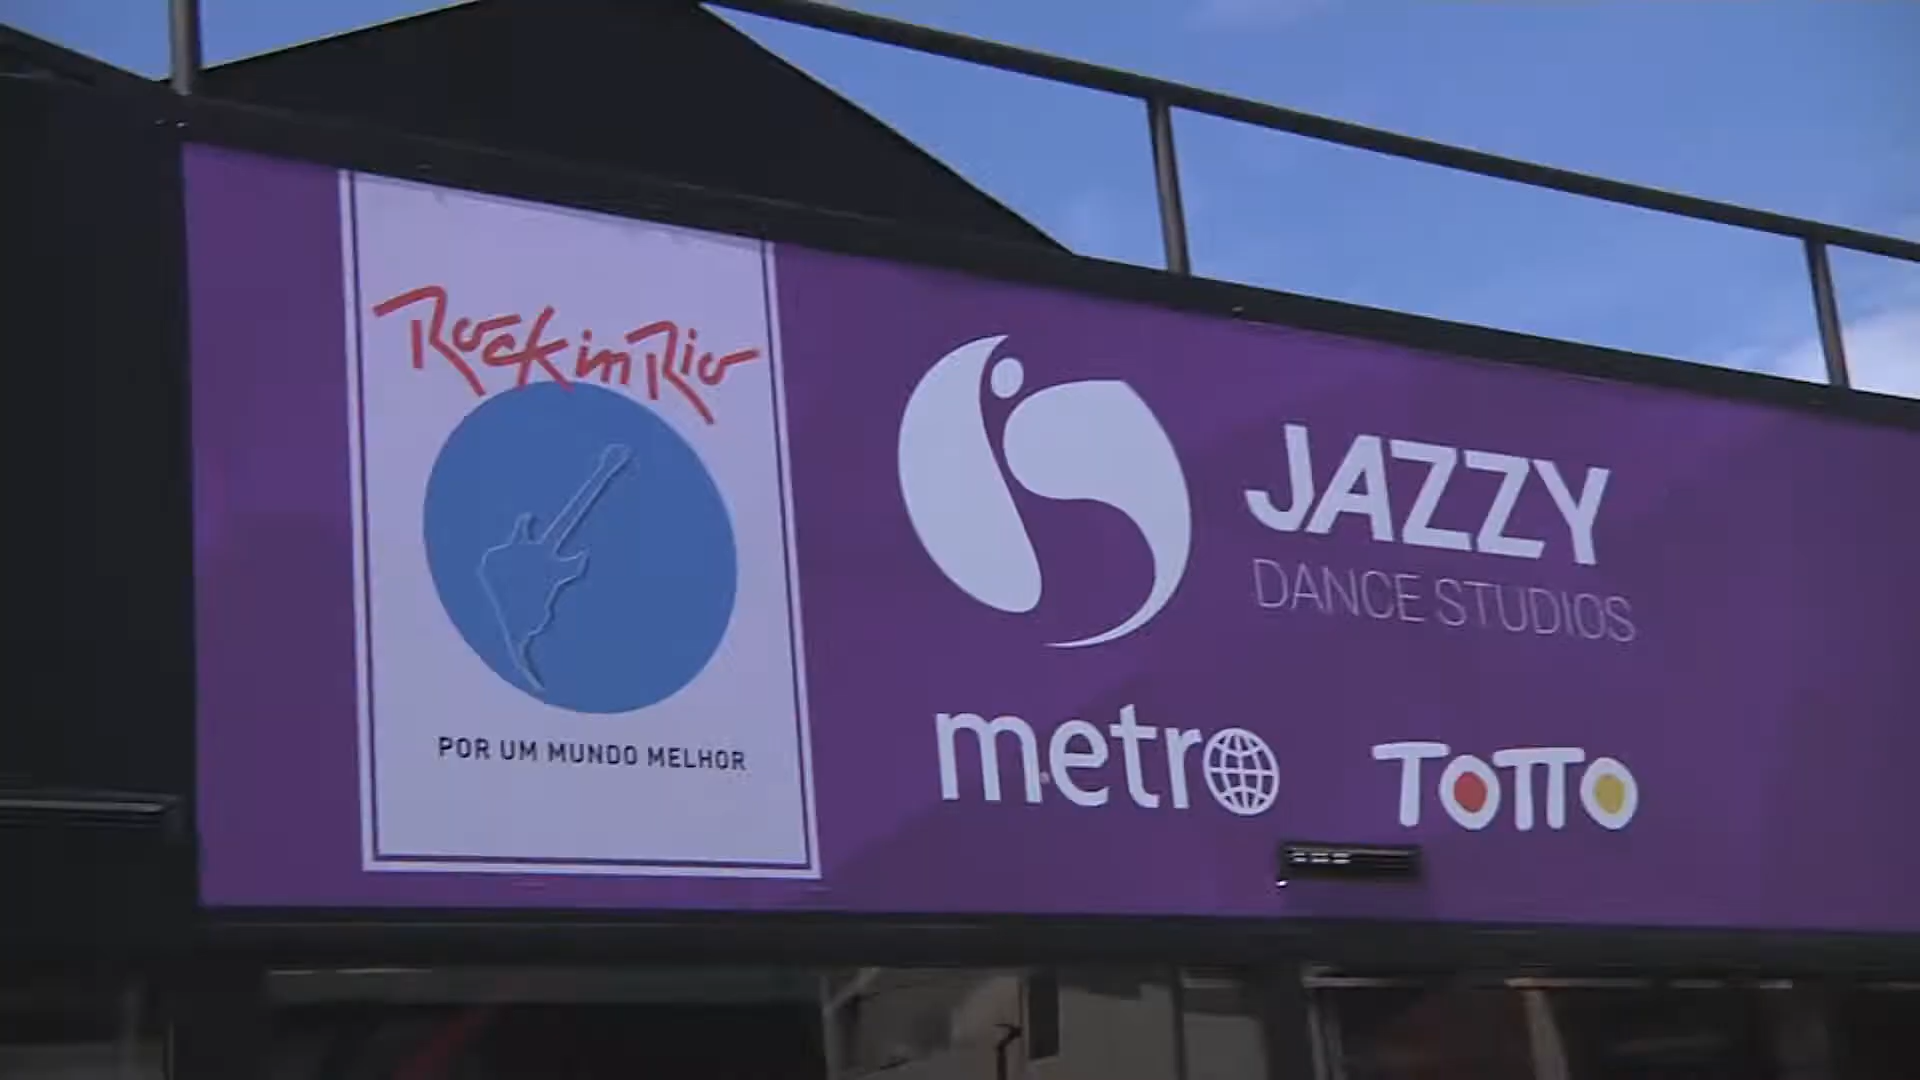 Rock in Rio
POR UM MUNDO MELHOR
JAZZY
DANCE STUDIOS
metro
TOTTO